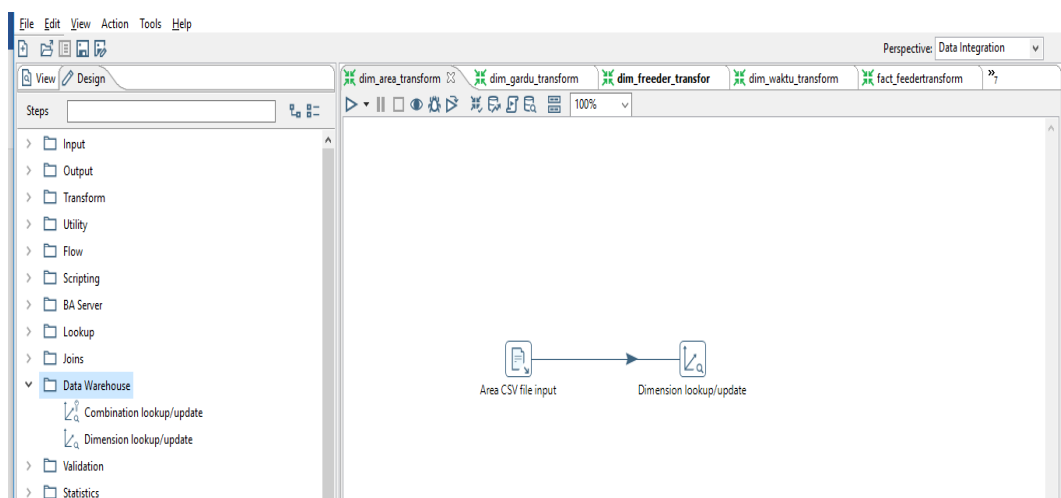 File Edit View Action Tools Help
Perspective: Data Integration
View Design
dim_area_transform dim_gardu_transform dim_freeder_transfor dim_waktu_transform fact_feedertransform »7
Steps
100%
Input
Output
Transform
Utility
Flow
Scripting
BA Server
Lookup
Joins
Data Warehouse
Combination lookup/update
Dimension lookup/update
Validation
Statistics
Area CSV file input Dimension lookup/update